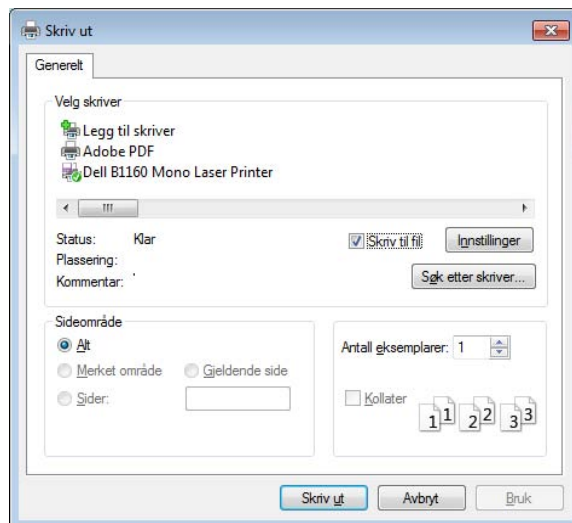 Skriv ut
Generelt
Velg skriver
Legg til skriver
Adobe PDF
Dell B1160 Mono Laser Printer
Status: Klar
Skriv til fil
Innstillinger
Plassering:
Kommentar:
Søk etter skriver...
Sideområde
Alt
Merket område
Gjeldende side
Sider:
Antall eksemplarer: 1
Kollater
1 1 2 2 3 3
Skriv ut
Avbryt
Bruk